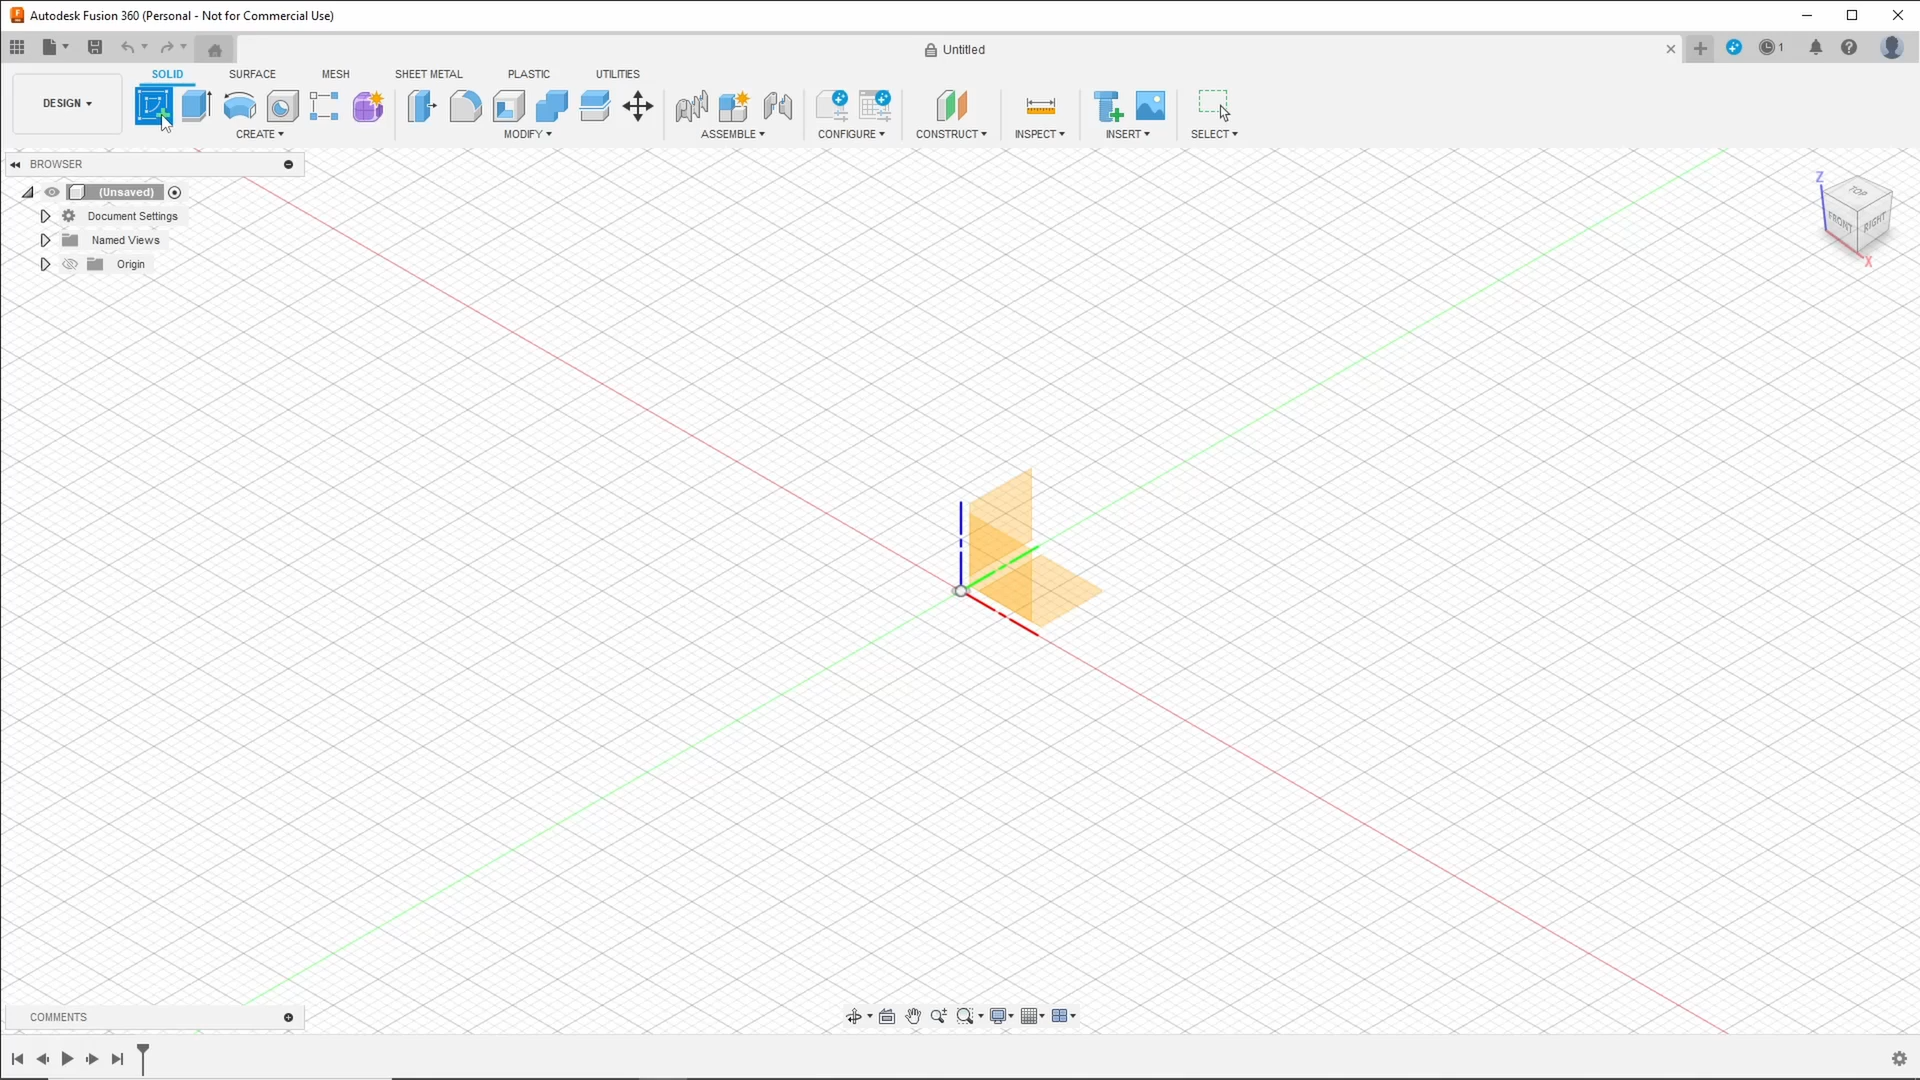 Autodesk Fusion 360 (Personal - Not for Commercial Use)
Untitled
1
SOLID SURFACE MESH SHEET METAL PLASTIC UTILITIES
DESIGN
CREATE MODIFY ASSEMBLE CONFIGURE CONSTRUCT INSPECT INSERT SELECT
BROWSER
(Unsaved)
Document Settings
Named Views
Origin
Z
TOP
FRONT RIGHT
X
COMMENTS